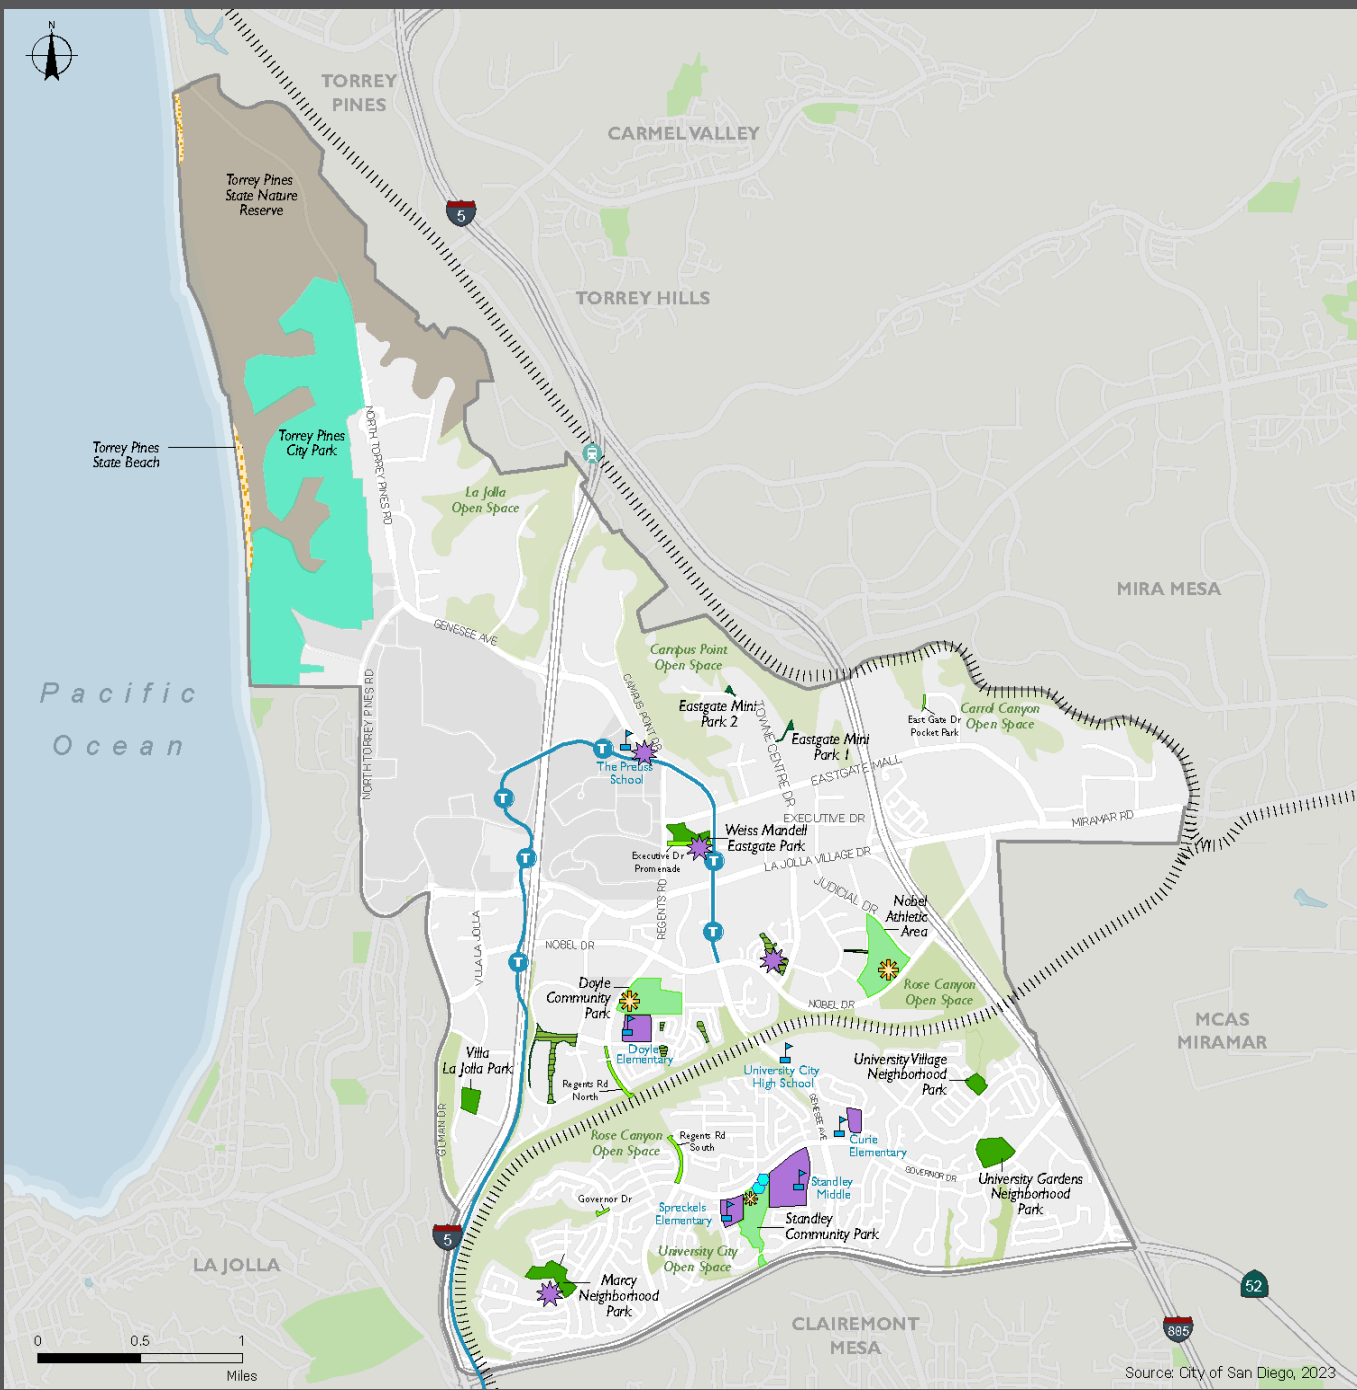 N
TORREY
PINES
CARMEL VALLEY
Torrey Pines
State Nature
Reserve
5
TORREY HILLS
NORTH TORREY PINES RD
Torrey Pines
City Park
Torrey Pines
State Beach
La Jolla
Open Space
MIRA MESA
GENESEE AVE
Campus Point
Open Space
Pacific
Ocean
NORTH TORREY PINES RD
CAMPUS POINT DR
Eastgate Mini
Park 2
TOWNE CENTRE DR
East Gate Dr
Pocket Park
Carrol Canyon
Open Space
Eastgate Mini
Park 1
T
The Preuss
School
EASTGATE MALL
T
EXECUTIVE DR
MIRAMAR RD
Weiss Mandell
Eastgate Park
Executive Dr
Promenade
T
T
LA JOLLA VILLAGE DR
JUDICIAL DR
REGENTS RD
Nobel
Athletic
Area
VILLA LA JOLLA
NOBEL DR
T
T
Doyle
Community
Park
Rose Canyon
Open Space
NOBEL DR
MCAS
MIRAMAR
Doyle
Elementary
Villa
La Jolla Park
University City
High School
University Village
Neighborhood
Park
Regents Rd
North
GILMAN DR
GENESEE AVE
Rose Canyon
Open Space
Regents Rd
South
Curie
Elementary
GOVERNOR DR
University Gardens
Neighborhood
Park
Standley
Middle
Governor Dr
Spreckels
Elementary
Standley
Community Park
5
University City
Open Space
LA JOLLA
Marcy
Neighborhood
Park
52
CLAIREMONT
MESA
805
0 0.5 1
Miles
Source: City of San Diego, 2023